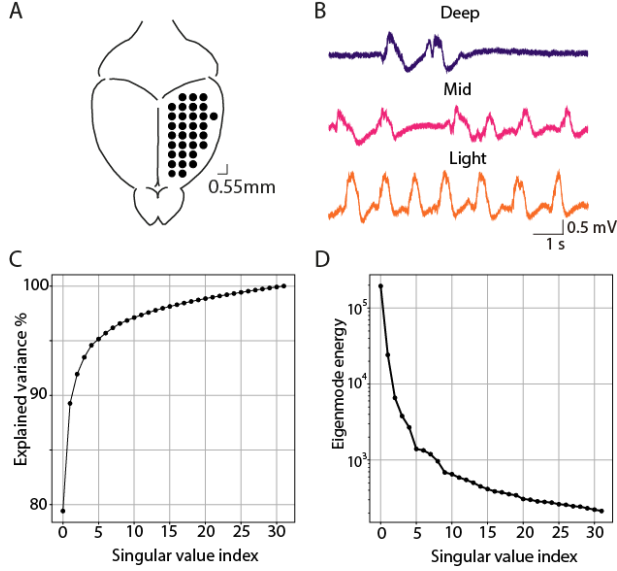 A
0.55mm
B
Deep
Mid
Light
0.5 mV
1 s
C
Explained variance %
100
90
80
0 5 10 15 20 25 30
Singular value index
D
Eigenmode energy
10^5
10^4
10^3
0 5 10 15 20 25 30
Singular value index